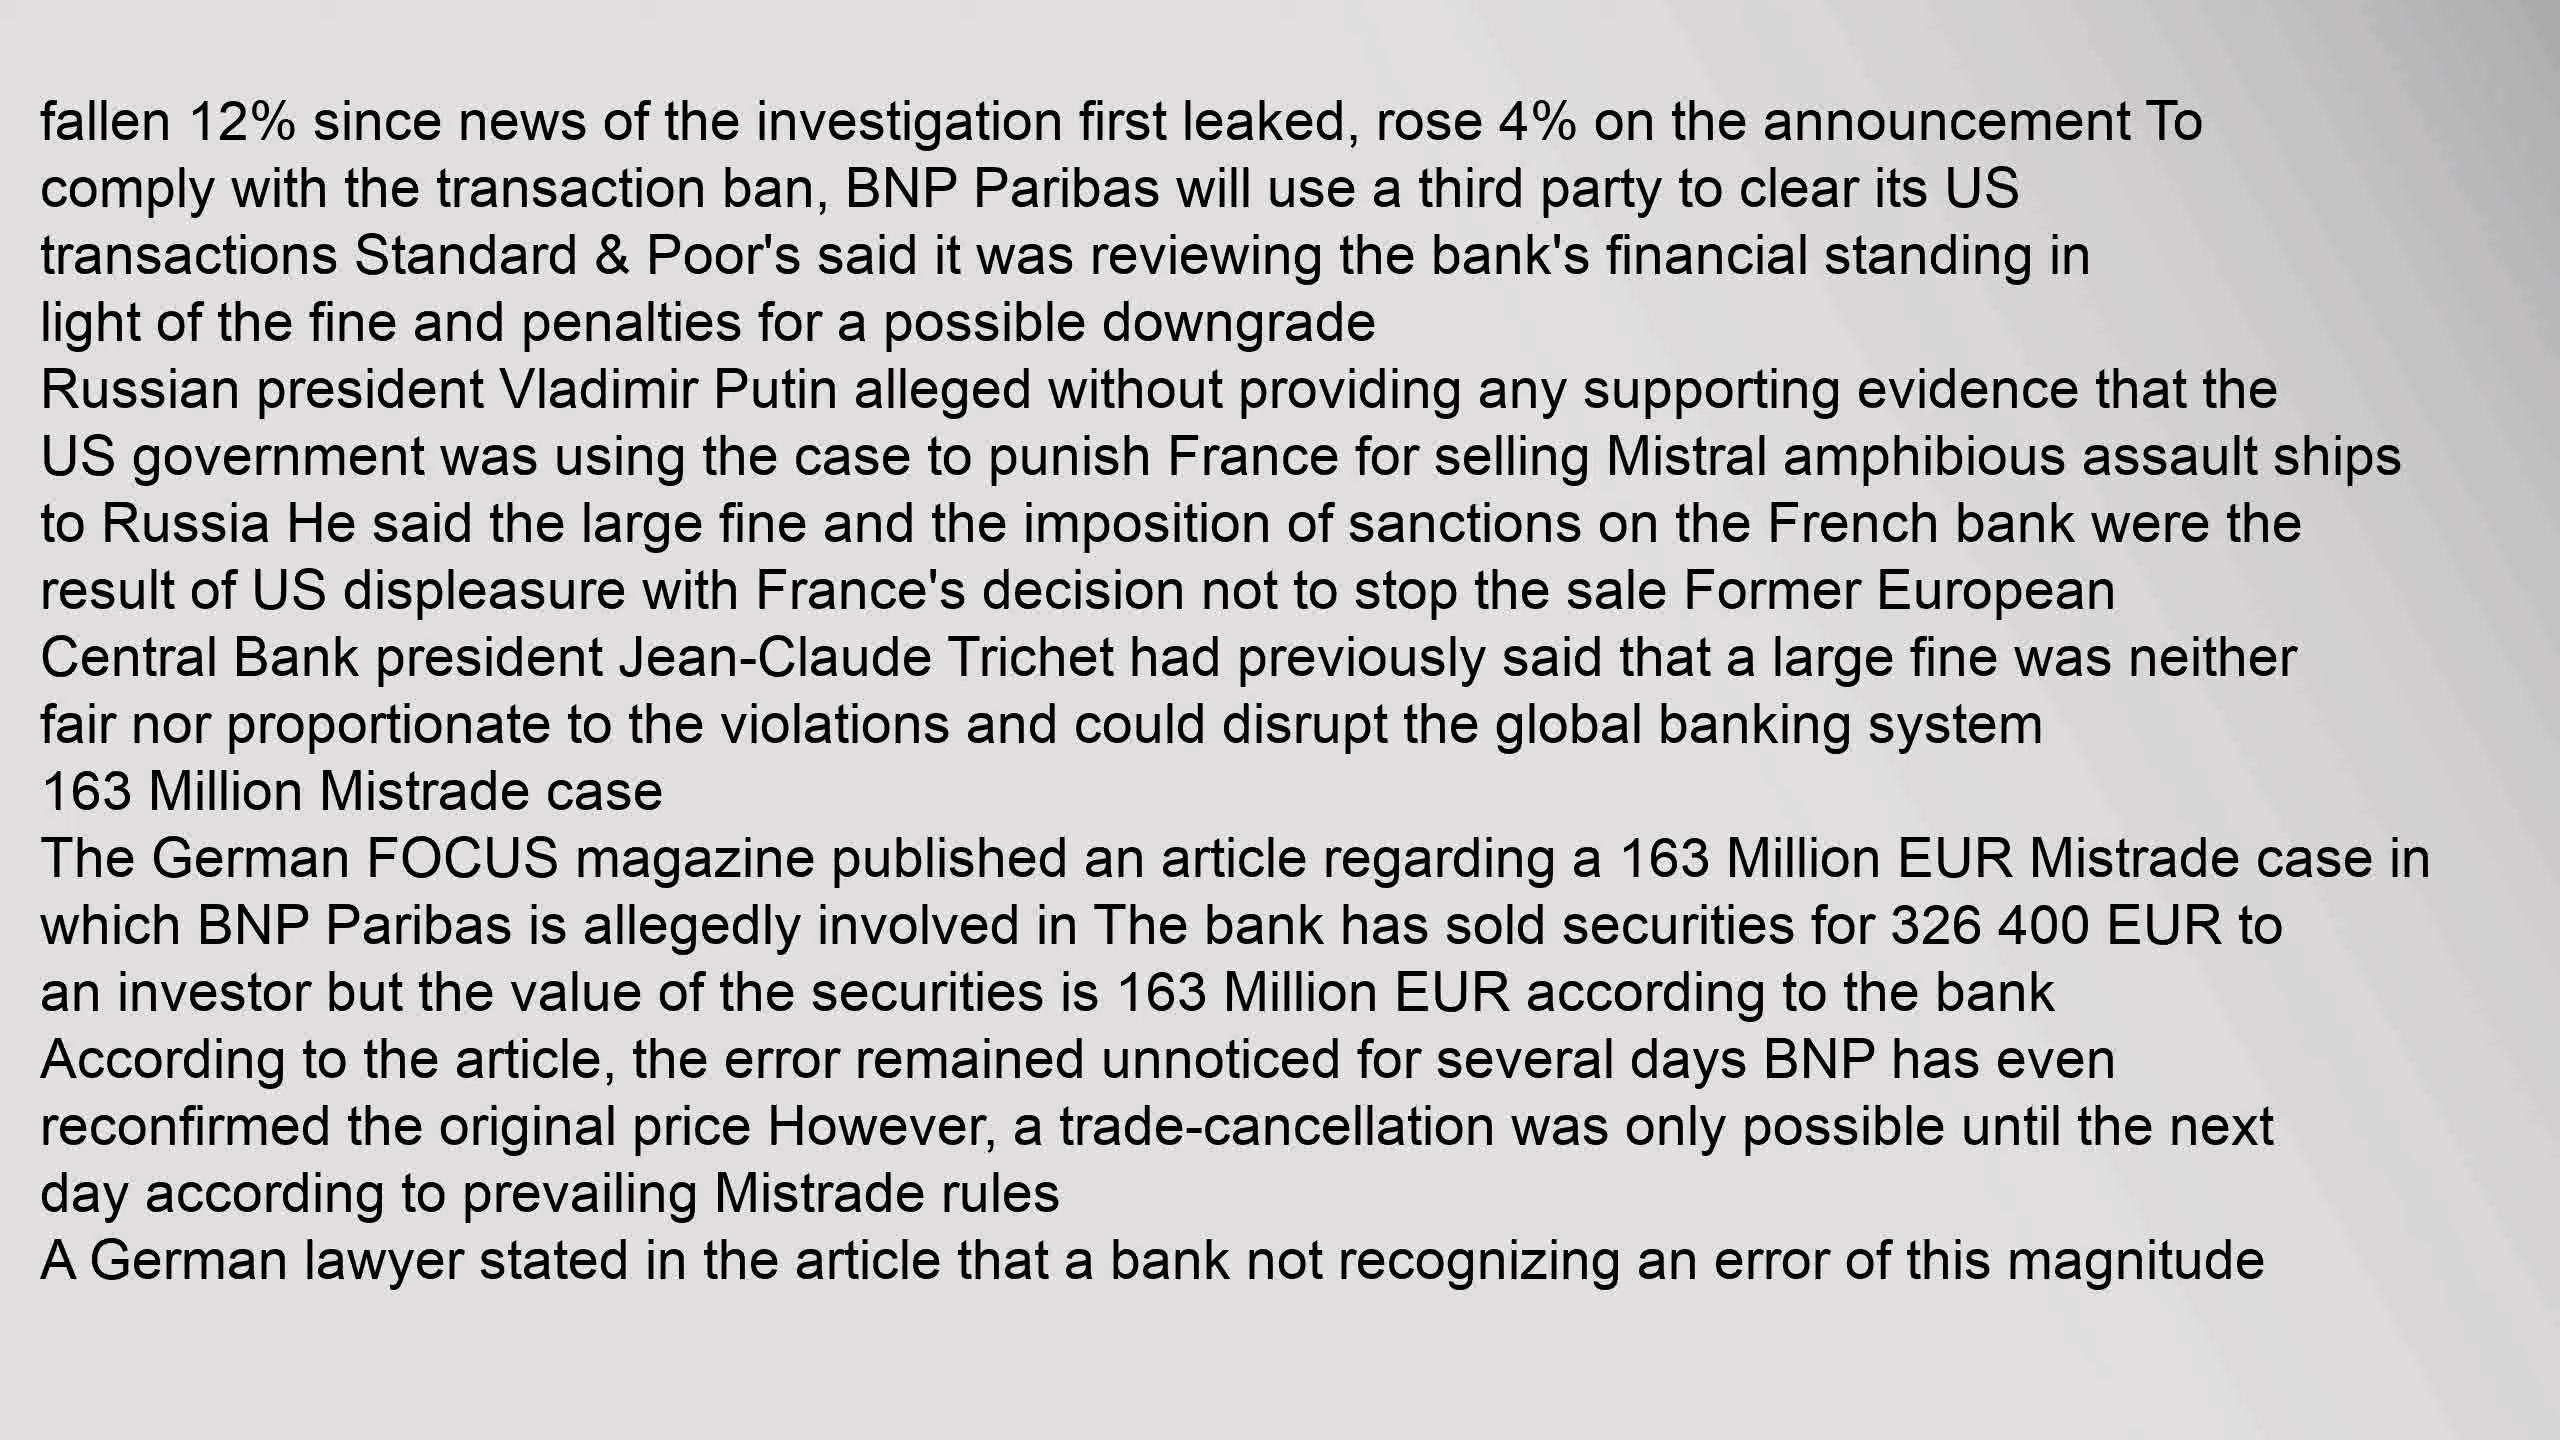 fallen 12% since news of the investigation first leaked, rose 4% on the announcement To
comply with the transaction ban, BNP Paribas will use a third party to clear its US
transactions Standard & Poor's said it was reviewing the bank's financial standing in
light of the fine and penalties for a possible downgrade
Russian president Vladimir Putin alleged without providing any supporting evidence that the
US government was using the case to punish France for selling Mistral amphibious assault ships
to Russia He said the large fine and the imposition of sanctions on the French bank were the
result of US displeasure with France's decision not to stop the sale Former European
Central Bank president Jean-Claude Trichet had previously said that a large fine was neither
fair nor proportionate to the violations and could disrupt the global banking system
163 Million Mistrade case
The German FOCUS magazine published an article regarding a 163 Million EUR Mistrade case in
which BNP Paribas is allegedly involved in The bank has sold securities for 326 400 EUR to
an investor but the value of the securities is 163 Million EUR according to the bank
According to the article, the error remained unnoticed for several days BNP has even
reconfirmed the original price However, a trade-cancellation was only possible until the next
day according to prevailing Mistrade rules
A German lawyer stated in the article that a bank not recognizing an error of this magnitude